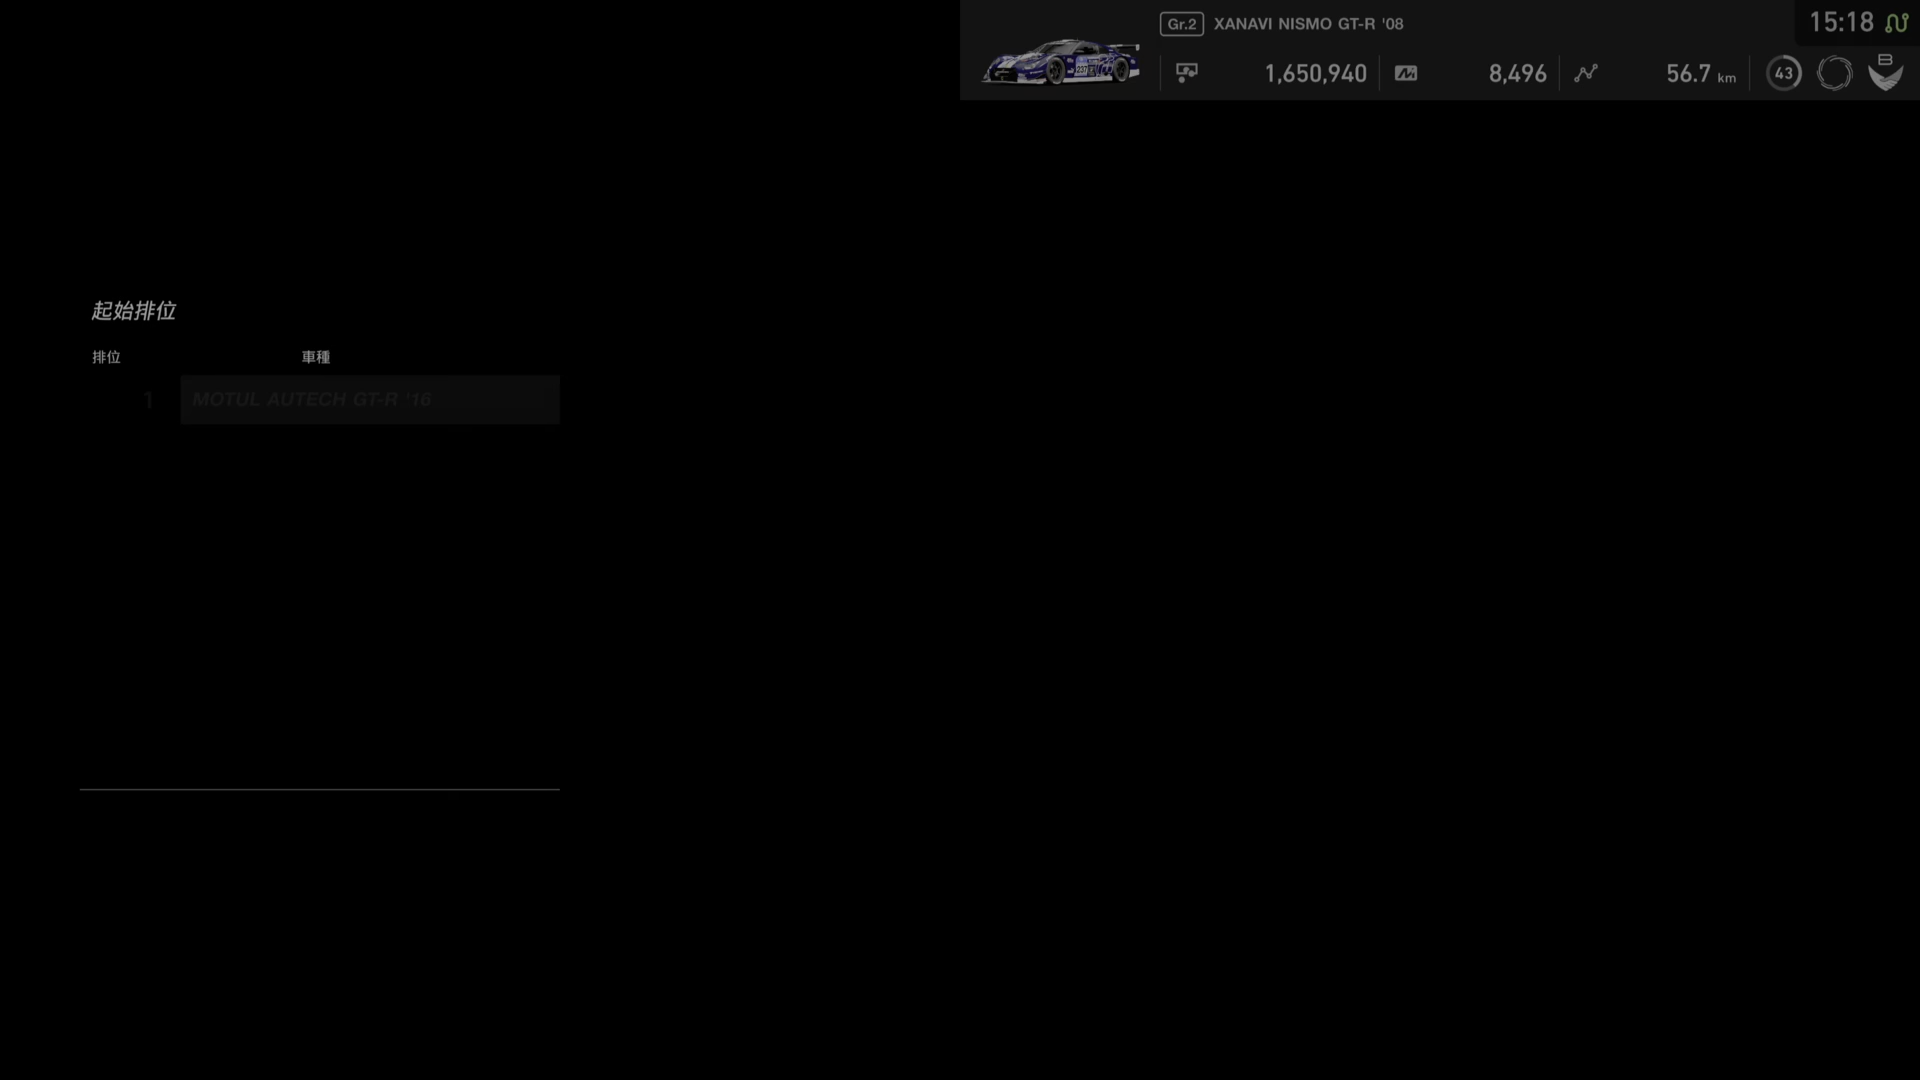 Gr.2 XANAVI NISMO GT-R '08
15:18
1,650,940 8,496 56.7 km 43 B
起始排位
排位 車種
1 MOTUL AUTECH GT-R '16